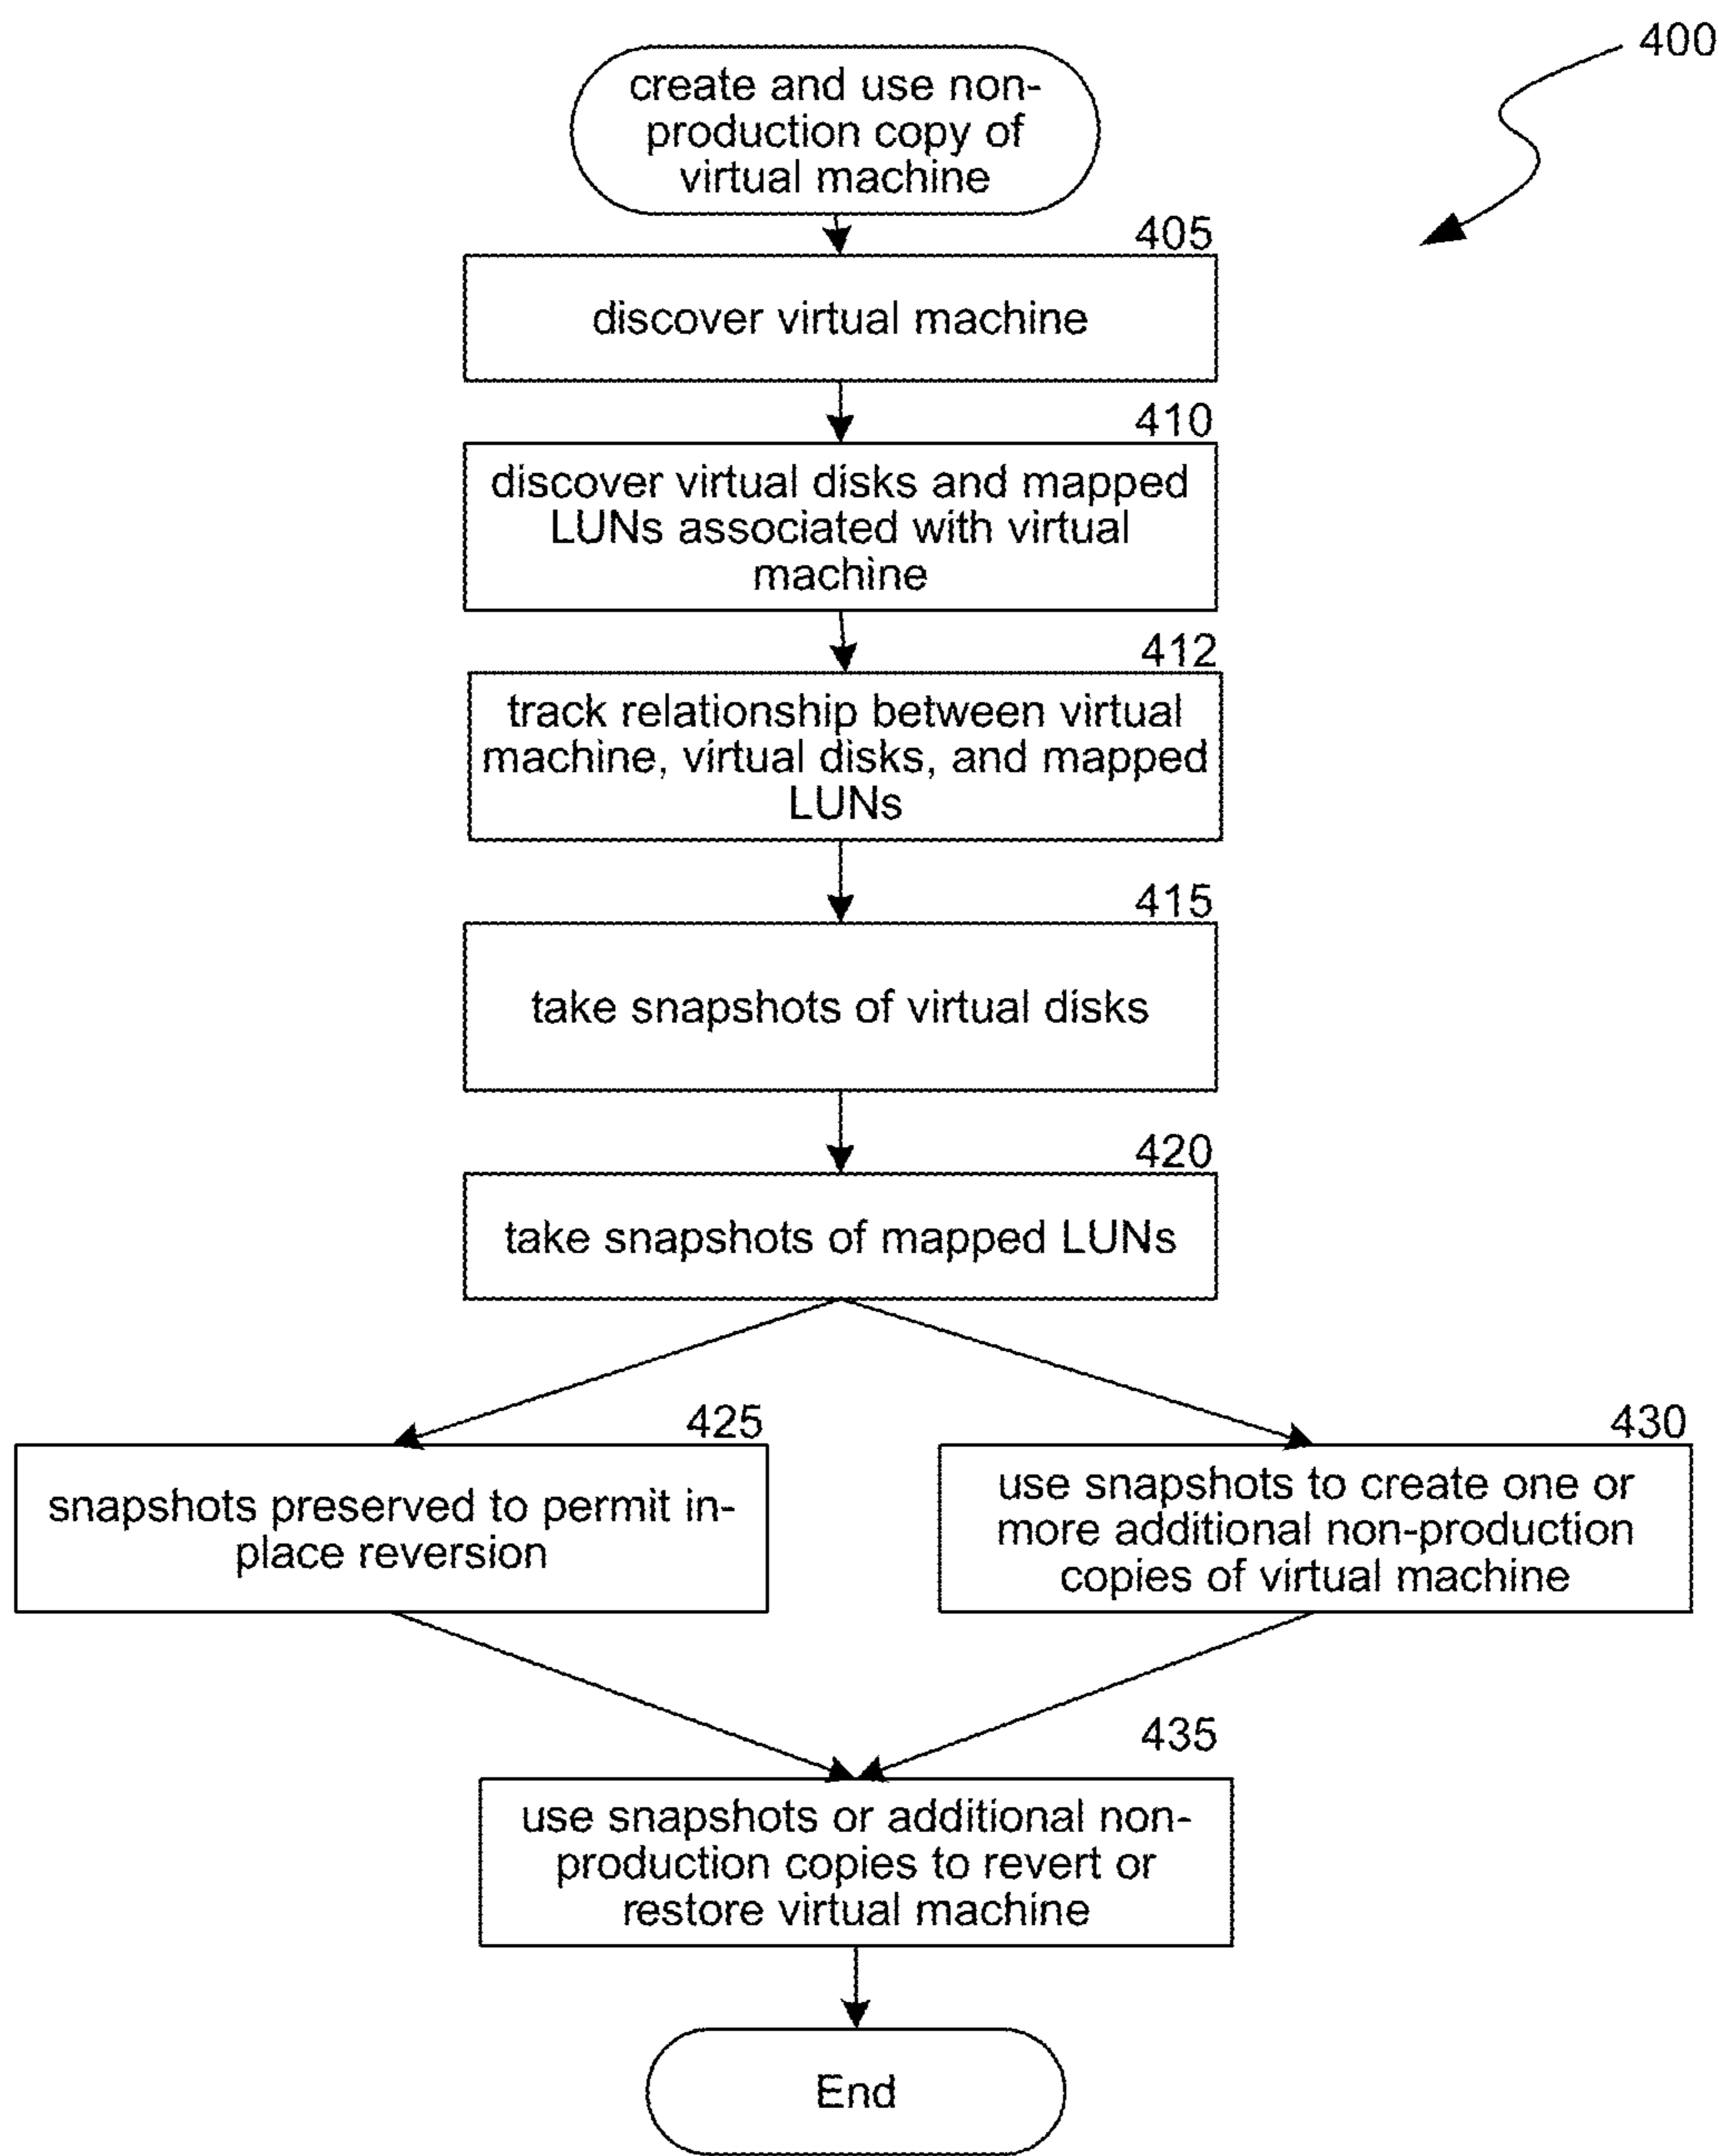 400
create and use non-
production copy of
virtual machine
405
discover virtual machine
410
discover virtual disks and mapped
LUNs associated with virtual
machine
412
track relationship between virtual
machine, virtual disks, and mapped
LUNs
415
take snapshots of virtual disks
420
take snapshots of mapped LUNs
425
snapshots preserved to permit in-
place reversion
430
use snapshots to create one or
more additional non-production
copies of virtual machine
435
use snapshots or additional non-
production copies to revert or
restore virtual machine
End